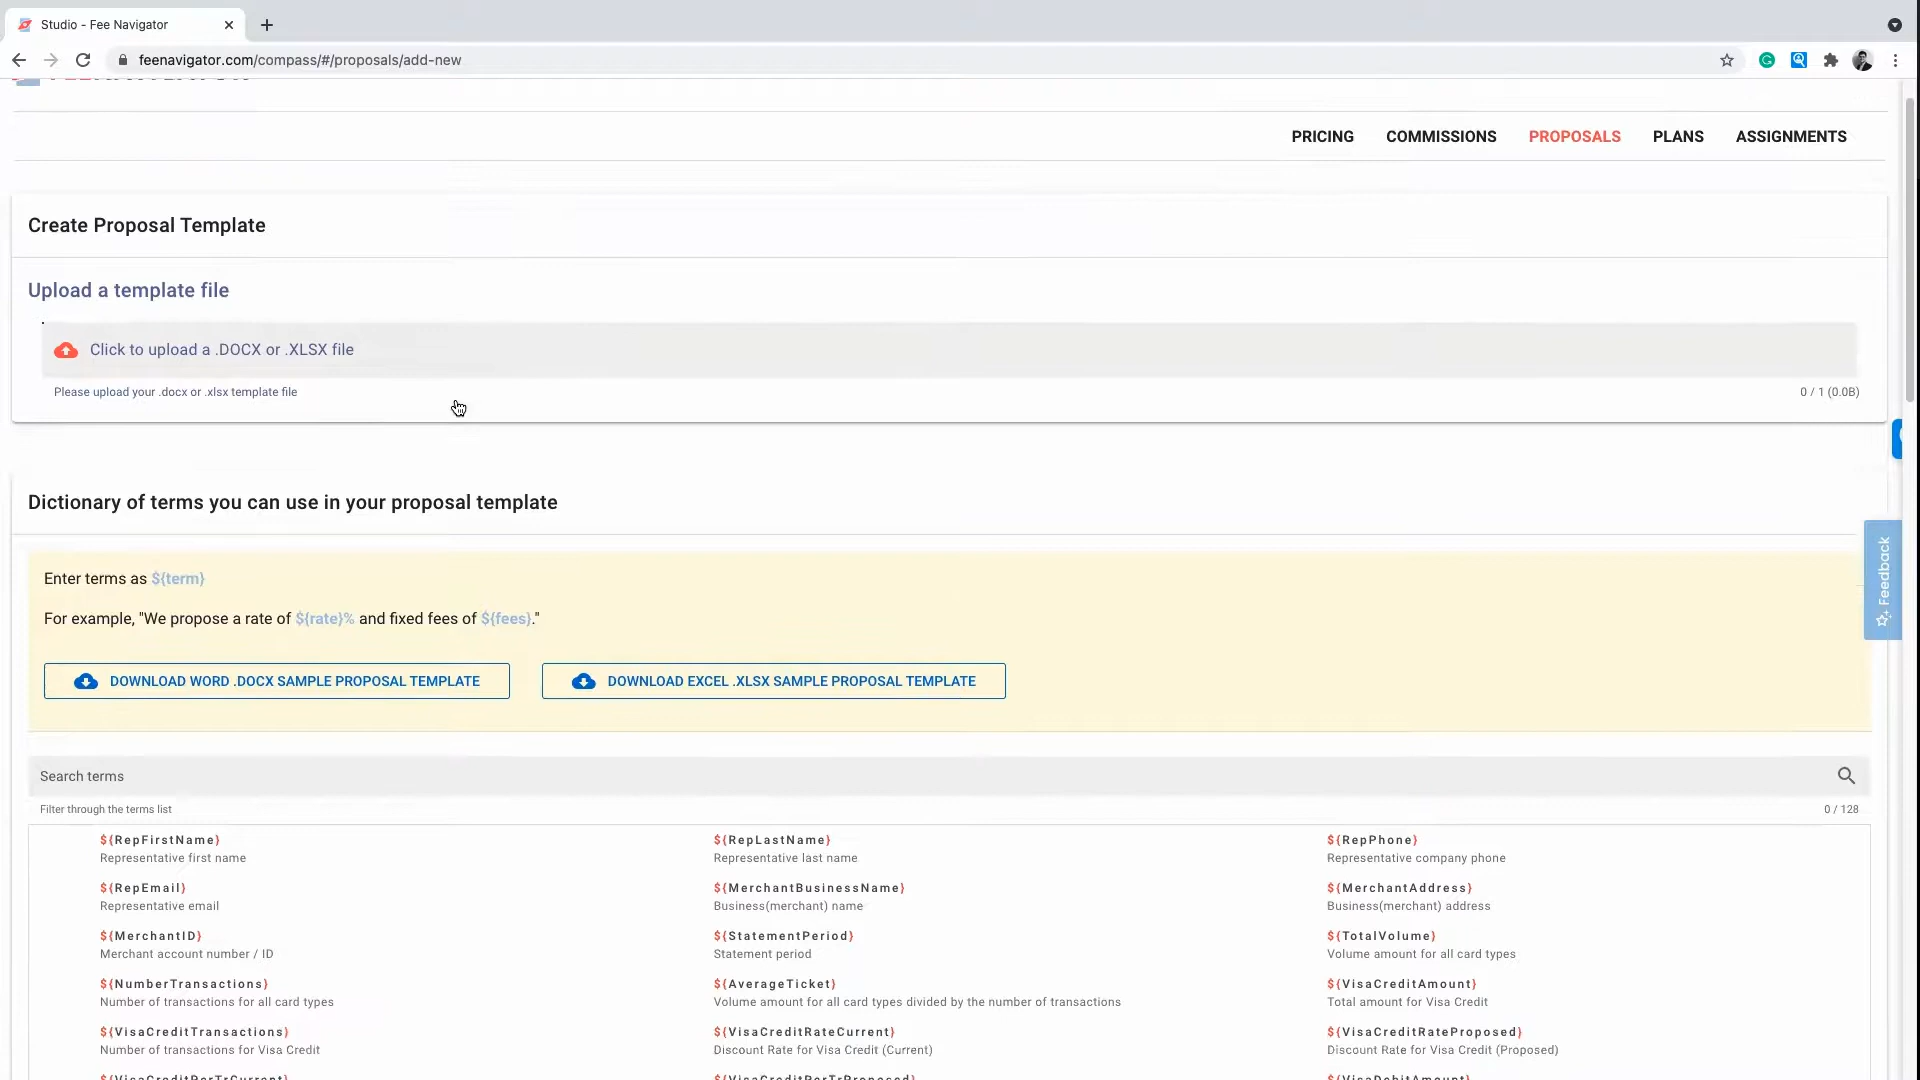 Studio - Fee Navigator
feenavigator.com/compass/#/proposals/add-new
PRICING COMMISSIONS PROPOSALS PLANS ASSIGNMENTS
Create Proposal Template
Upload a template file
Click to upload a .DOCX or .XLSX file
Please upload your .docx or .xlsx template file 0 / 1 (0.0B)
Feedback
Dictionary of terms you can use in your proposal template
Enter terms as ${term}
For example, "We propose a rate of ${rate}% and fixed fees of ${fees}."
DOWNLOAD WORD .DOCX SAMPLE PROPOSAL TEMPLATE DOWNLOAD EXCEL .XLSX SAMPLE PROPOSAL TEMPLATE
Search terms
Filter through the terms list 0 / 128
${RepFirstName} ${RepLastName} ${RepPhone}
Representative first name Representative last name Representative company phone
${RepEmail} ${MerchantBusinessName} ${MerchantAddress}
Representative email Business(merchant) name Business(merchant) address
${MerchantID} ${StatementPeriod} ${TotalVolume}
Merchant account number / ID Statement period Volume amount for all card types
${NumberTransactions} ${AverageTicket} ${VisaCreditAmount}
Number of transactions for all card types Volume amount for all card types divided by the number of transactions Total amount for Visa Credit
${VisaCreditTransactions} ${VisaCreditRateCurrent} ${VisaCreditRateProposed}
Number of transactions for Visa Credit Discount Rate for Visa Credit (Current) Discount Rate for Visa Credit (Proposed)
${VisaCreditPerTrCurrent} ${VisaCreditPerTrProposed} ${VisaDebitAmount}